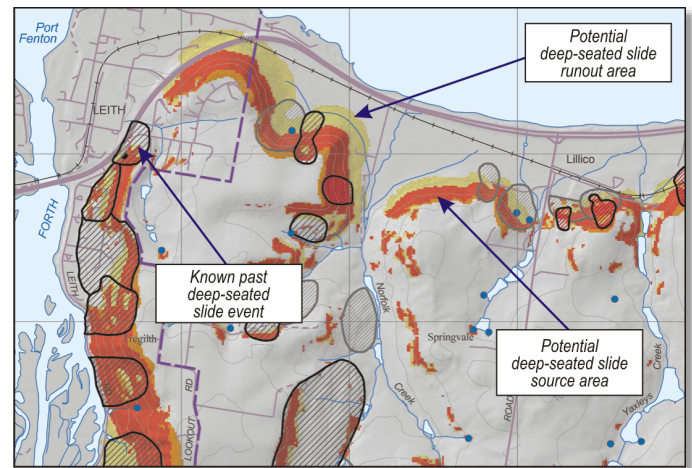 Port
Fenton
LEITH
FORTH
LEITH
Potential
deep-seated slide
runout area
Lillico
Known past
deep-seated
slide event
Norfolk
Creek
Springvale
Potential
deep-seated slide
source area
ROAD
Yaxleys
Creek
LOOKOUT
RD